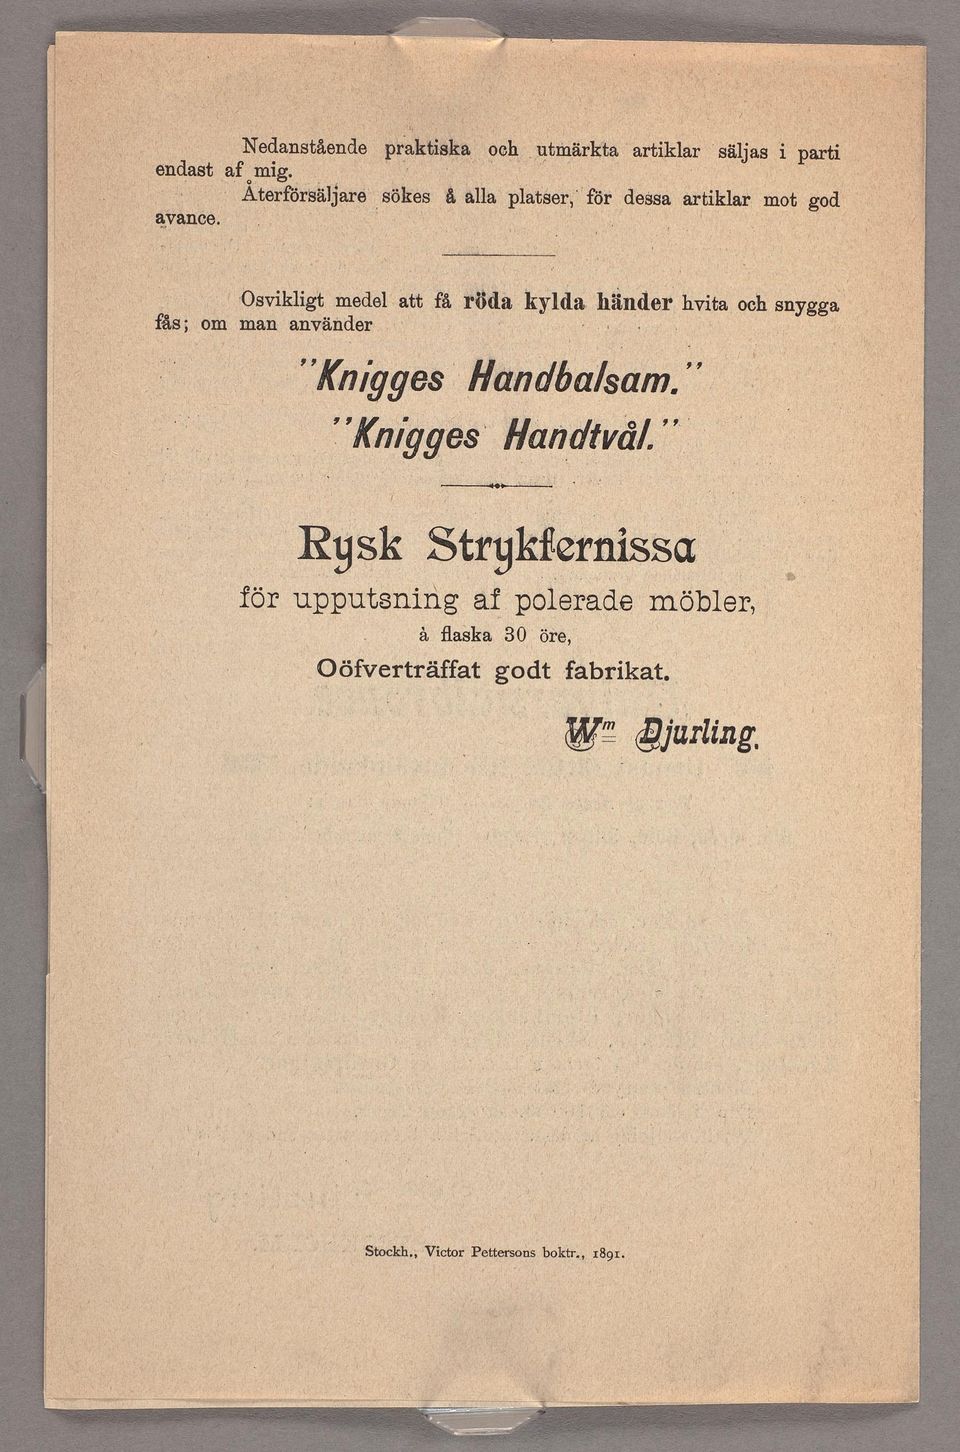 Nedanstående praktiska och utmärkta artiklar säljas i parti
endast af mig.
Återförsäljare sökes å alla platser, för dessa artiklar mot god
avance.
Osvikligt medel att få röda kylda händer hvita och snygga
fås; om man använder
"Knigges Handbalsam."
"Knigges Handtvål."
Rysk Strykfernissa
för upputsning af polerade möbler,
à flaska 30 öre,
Oöfverträffat godt fabrikat.
Wm Djurling.
Stockh., Victor Pettersons boktr., 1891.